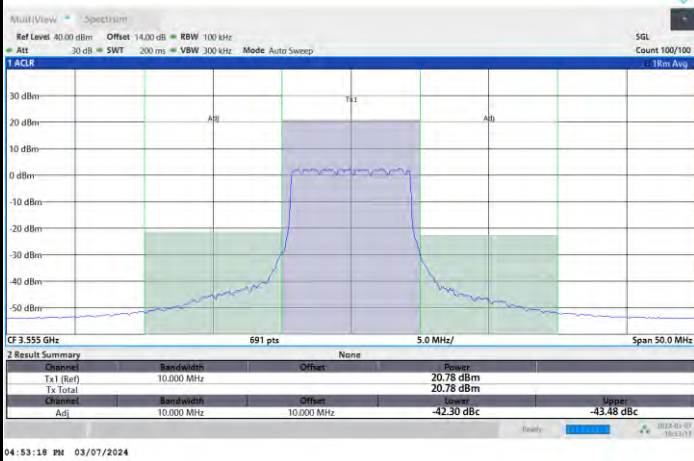 MultiView Spectrum
Ref Level 40.00 dBm Offset 14.00 dB RBW 100 kHz SGL
Att 30 dB SWT 200 ms VBW 300 kHz Mode Auto Sweep Count 100/100
1 ACLR 1Rm Avg
Tx1
Adj Adj
30 dBm
20 dBm
10 dBm
0 dBm
-10 dBm
-20 dBm
-30 dBm
-40 dBm
-50 dBm
CF 3.555 GHz 691 pts 5.0 MHz/ Span 50.0 MHz
2 Result Summary None
Channel Bandwidth Offset Power
Tx1 (Ref) 10.000 MHz 20.78 dBm
Tx Total 20.78 dBm
Channel Bandwidth Offset Lower Upper
Adj 10.000 MHz 10.000 MHz -42.30 dBc -43.48 dBc
Ready
04:53:18 PM 03/07/2024